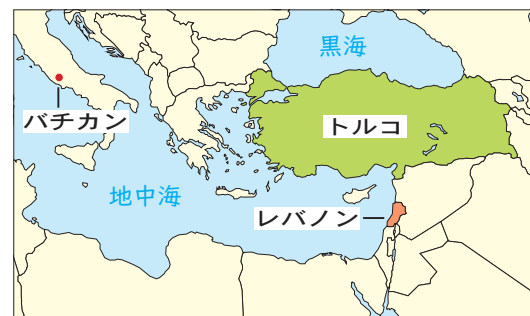 黒海
バチカン
トルコ
地中海
レバノン